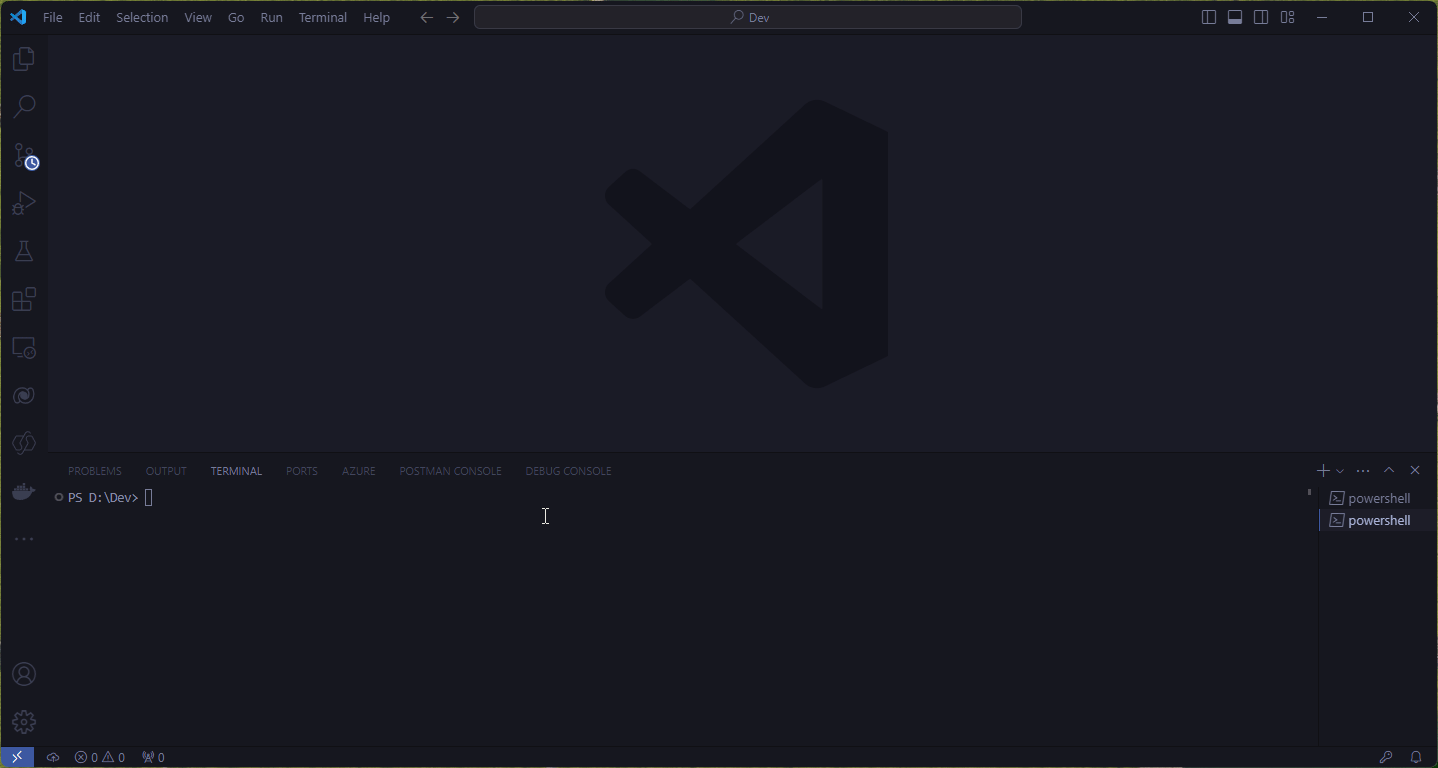 File Edit Selection View Go Run Terminal Help Dev
PROBLEMS OUTPUT TERMINAL PORTS AZURE POSTMAN CONSOLE DEBUG CONSOLE
PS D:\Dev> powershell
powershell
0 0 0